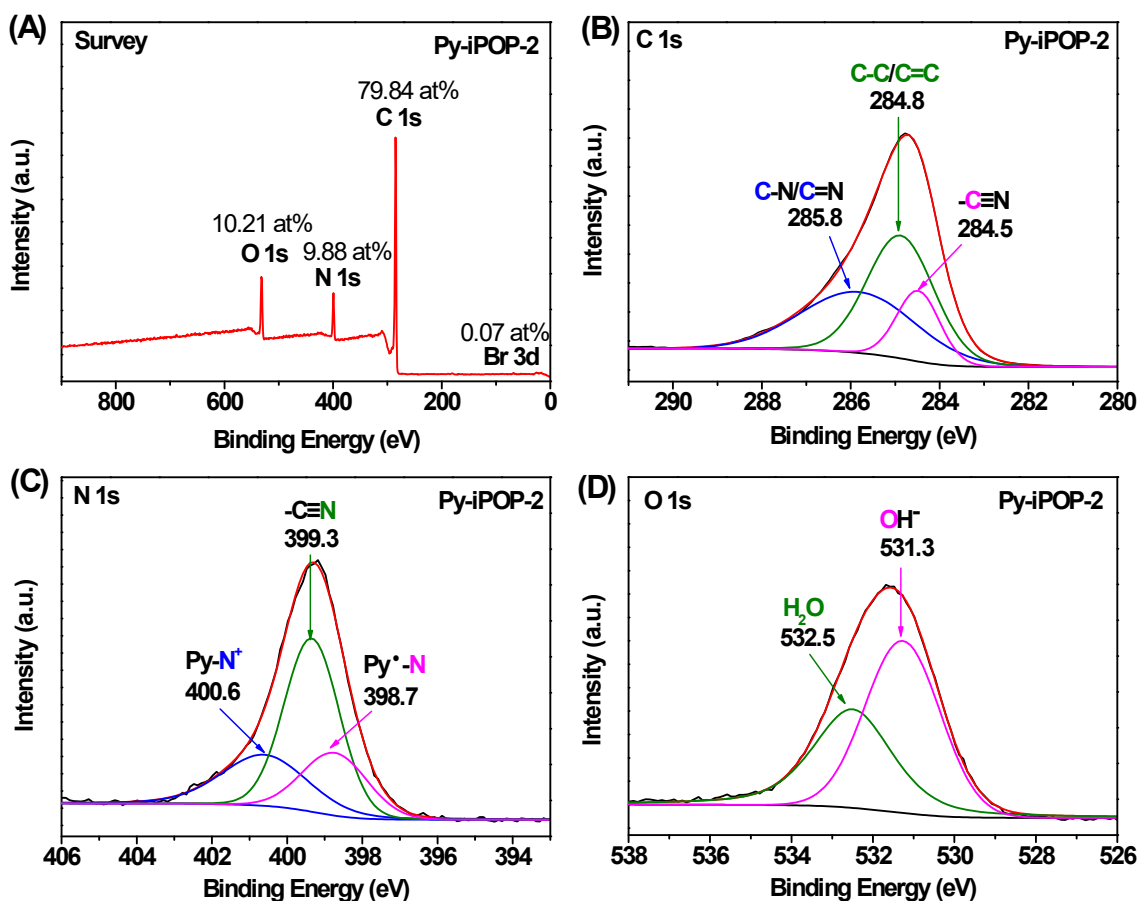 (A)
Survey
Py-iPOP-2
79.84 at%
C 1s
10.21 at%
O 1s
9.88 at%
N 1s
0.07 at%
Br 3d
Intensity (a.u.)
800 600 400 200 0
Binding Energy (eV)
(B)
C 1s
Py-iPOP-2
C-C/C=C
284.8
C-N/C=N
285.8
-C≡N
284.5
Intensity (a.u.)
290 288 286 284 282 280
Binding Energy (eV)
(C)
N 1s
Py-iPOP-2
-C≡N
399.3
Py-N⁺
400.6
Py•-N
398.7
Intensity (a.u.)
406 404 402 400 398 396 394
Binding Energy (eV)
(D)
O 1s
Py-iPOP-2
OH⁻
531.3
H₂O
532.5
Intensity (a.u.)
538 536 534 532 530 528 526
Binding Energy (eV)